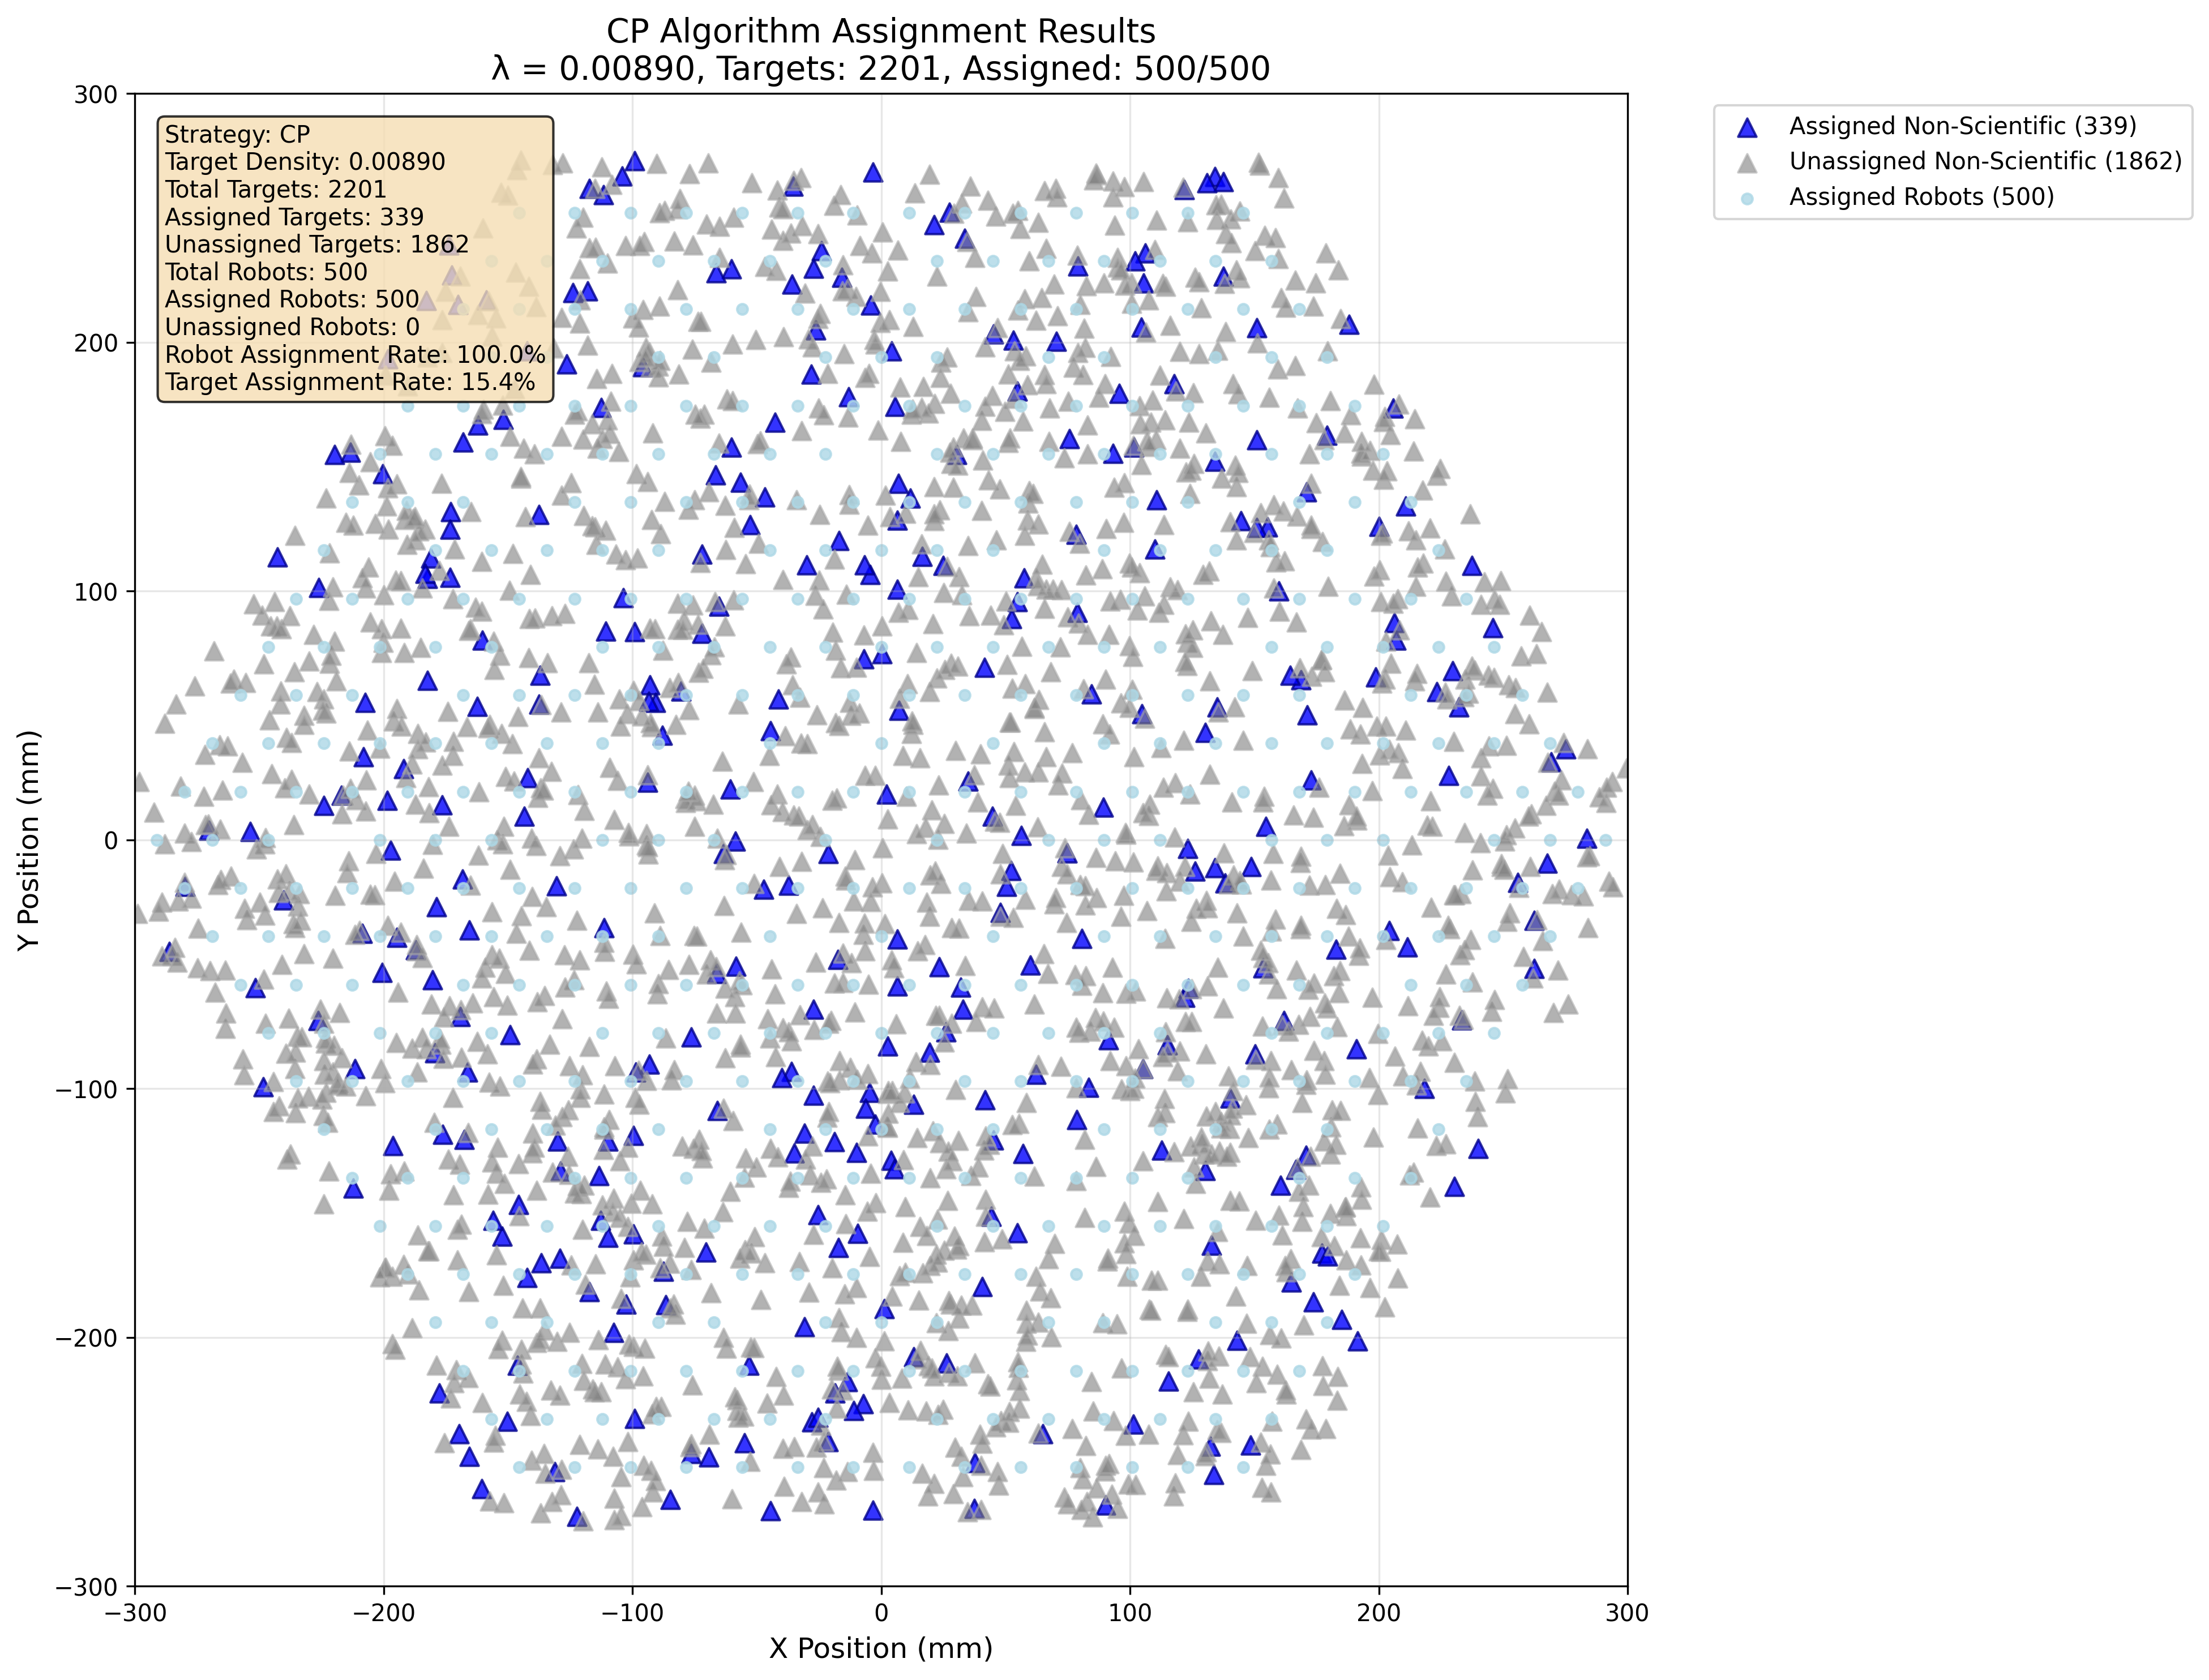 CP Algorithm Assignment Results
λ = 0.00890, Targets: 2201, Assigned: 500/500
Strategy: CP
Target Density: 0.00890
Total Targets: 2201
Assigned Targets: 339
Unassigned Targets: 1862
Total Robots: 500
Assigned Robots: 500
Unassigned Robots: 0
Robot Assignment Rate: 100.0%
Target Assignment Rate: 15.4%
Assigned Non-Scientific (339)
Unassigned Non-Scientific (1862)
Assigned Robots (500)
Y Position (mm)
300
200
100
0
−100
−200
−300
−300 −200 −100 0 100 200 300
X Position (mm)